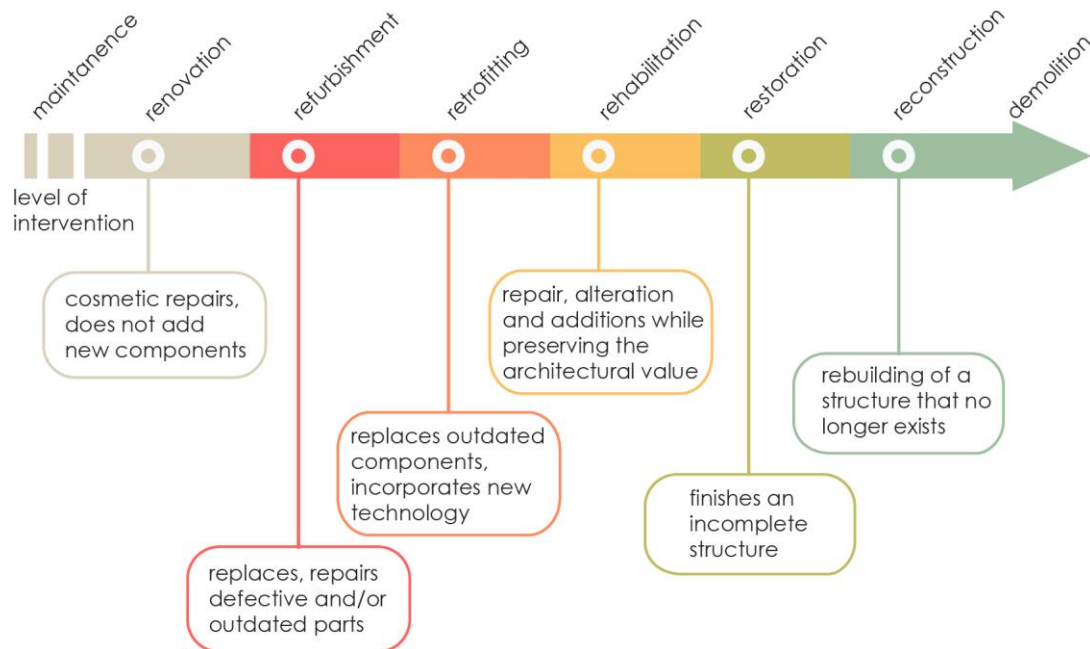 maintanence
renovation
refurbishment
retrofitting
rehabilitation
restoration
reconstruction
demolition
level of
intervention
cosmetic repairs,
does not add
new components
replaces, repairs
defective and/or
outdated parts
replaces outdated
components,
incorporates new
technology
repair, alteration
and additions while
preserving the
architectural value
finishes an
incomplete
structure
rebuilding of a
structure that no
longer exists